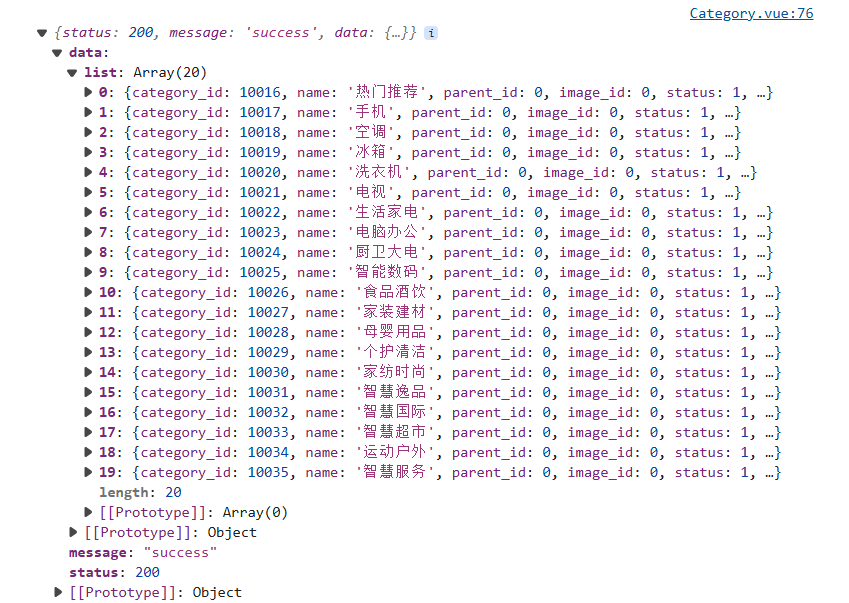 Category.vue:76
{status: 200, message: 'success', data: {…}} i
data:
list: Array(20)
0: {category_id: 10016, name: '热门推荐', parent_id: 0, image_id: 0, status: 1, …}
1: {category_id: 10017, name: '手机', parent_id: 0, image_id: 0, status: 1, …}
2: {category_id: 10018, name: '空调', parent_id: 0, image_id: 0, status: 1, …}
3: {category_id: 10019, name: '冰箱', parent_id: 0, image_id: 0, status: 1, …}
4: {category_id: 10020, name: '洗衣机', parent_id: 0, image_id: 0, status: 1, …}
5: {category_id: 10021, name: '电视', parent_id: 0, image_id: 0, status: 1, …}
6: {category_id: 10022, name: '生活家电', parent_id: 0, image_id: 0, status: 1, …}
7: {category_id: 10023, name: '电脑办公', parent_id: 0, image_id: 0, status: 1, …}
8: {category_id: 10024, name: '厨卫大电', parent_id: 0, image_id: 0, status: 1, …}
9: {category_id: 10025, name: '智能数码', parent_id: 0, image_id: 0, status: 1, …}
10: {category_id: 10026, name: '食品酒饮', parent_id: 0, image_id: 0, status: 1, …}
11: {category_id: 10027, name: '家装建材', parent_id: 0, image_id: 0, status: 1, …}
12: {category_id: 10028, name: '母婴用品', parent_id: 0, image_id: 0, status: 1, …}
13: {category_id: 10029, name: '个护清洁', parent_id: 0, image_id: 0, status: 1, …}
14: {category_id: 10030, name: '家纺时尚', parent_id: 0, image_id: 0, status: 1, …}
15: {category_id: 10031, name: '智慧逸品', parent_id: 0, image_id: 0, status: 1, …}
16: {category_id: 10032, name: '智慧国际', parent_id: 0, image_id: 0, status: 1, …}
17: {category_id: 10033, name: '智慧超市', parent_id: 0, image_id: 0, status: 1, …}
18: {category_id: 10034, name: '运动户外', parent_id: 0, image_id: 0, status: 1, …}
19: {category_id: 10035, name: '智慧服务', parent_id: 0, image_id: 0, status: 1, …}
length: 20
[[Prototype]]: Array(0)
[[Prototype]]: Object
message: "success"
status: 200
[[Prototype]]: Object